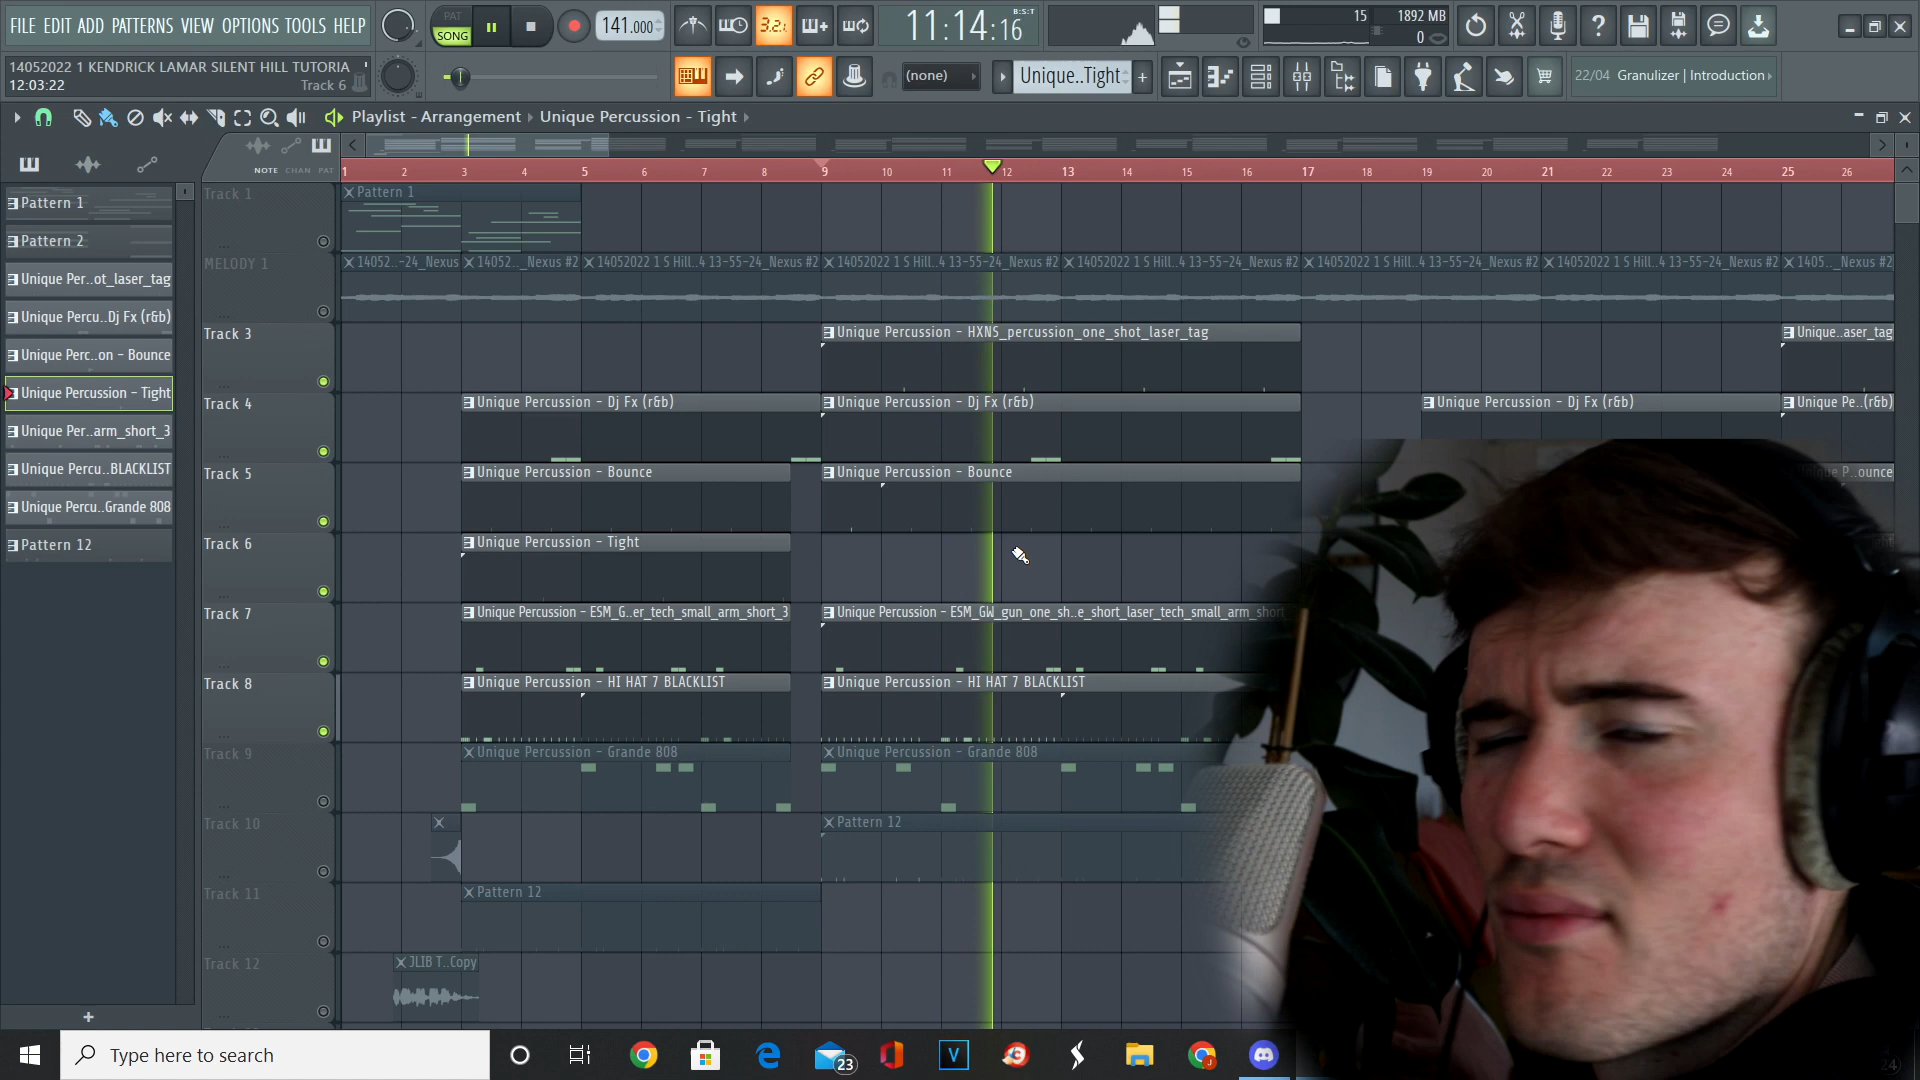 FILE EDIT ADD PATTERNS VIEW OPTIONS TOOLS HELP
PAT
SONG
141.000
3.2.
11:14:16
B:S:T
15
1892 MB
0
14052022 1 KENDRICK LAMAR SILENT HILL TUTORIA
12:03:22
Track 6
(none)
Unique..Tight
22/04 Granulizer | Introduction
Playlist - Arrangement
Unique Percussion - Tight
NOTE CHAN PAT
1 2 3 4 5 6 7 8 9 10 11 12 13 14 15 16 17 18 19 20 21 22 23 24 25 26
Pattern 1
Pattern 2
Unique Per..ot_laser_tag
Unique Percu..Dj Fx (r&b)
Unique Perc..on - Bounce
Unique Percussion - Tight
Unique Per..arm_short_3
Unique Percu..BLACKLIST
Unique Percu..Grande 808
Pattern 12
Track 1
Pattern 1
MELODY 1
14052..-24_Nexus
14052.._Nexus #2
14052022 1 S Hill..4 13-55-24_Nexus #2
14052022 1 S Hill..4 13-55-24_Nexus #2
14052022 1 S Hill..4 13-55-24_Nexus #2
14052022 1 S Hill..4 13-55-24_Nexus #2
14052022 1 S Hill..4 13-55-24_Nexus #2
1405.._Nexus #2
Track 3
Unique Percussion - HXNS_percussion_one_shot_laser_tag
Unique..aser_tag
Track 4
Unique Percussion - Dj Fx (r&b)
Unique Percussion - Dj Fx (r&b)
Unique Percussion - Dj Fx (r&b)
Unique Pe..(r&b)
Track 5
Unique Percussion - Bounce
Unique Percussion - Bounce
Unique P..ounce
Track 6
Unique Percussion - Tight
Track 7
Unique Percussion - ESM_G..er_tech_small_arm_short_3
Unique Percussion - ESM_GW_gun_one_sh..e_short_laser_tech_small_arm_short
Track 8
Unique Percussion - HI HAT 7 BLACKLIST
Unique Percussion - HI HAT 7 BLACKLIST
Track 9
Unique Percussion - Grande 808
Unique Percussion - Grande 808
Track 10
Pattern 12
Track 11
Pattern 12
Track 12
JLIB T..Copy
Type here to search
23
V
24